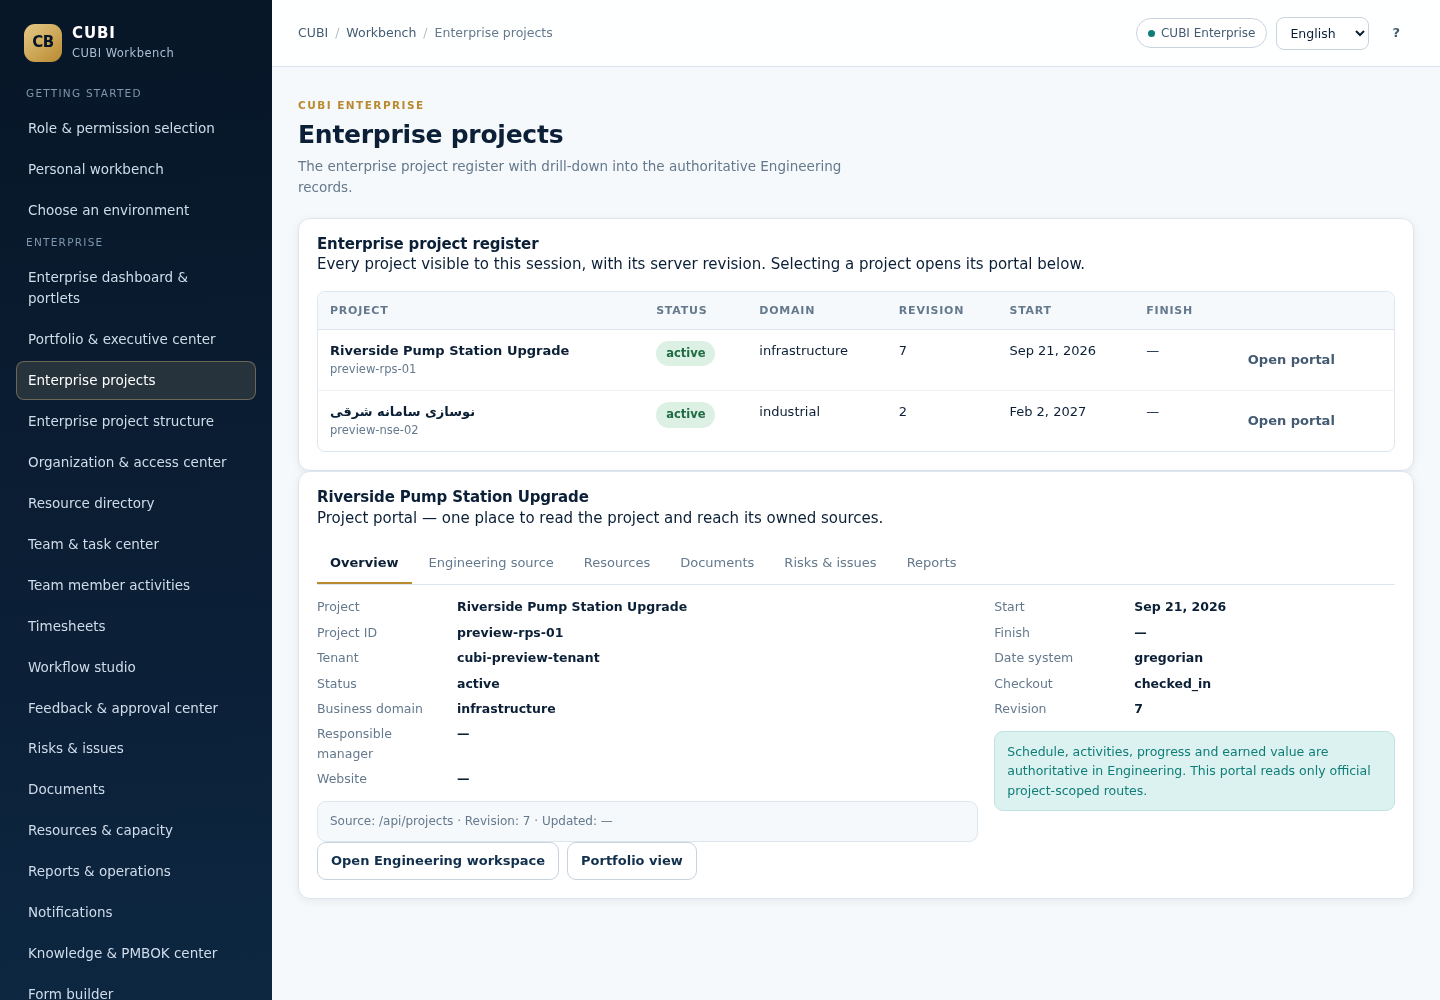 CB
CUBI
CUBI Workbench
GETTING STARTED
Role & permission selection
Personal workbench
Choose an environment
ENTERPRISE
Enterprise dashboard &
portlets
Portfolio & executive center
Enterprise projects
Enterprise project structure
Organization & access center
Resource directory
Team & task center
Team member activities
Timesheets
Workflow studio
Feedback & approval center
Risks & issues
Documents
Resources & capacity
Reports & operations
Notifications
Knowledge & PMBOK center
Form builder
CUBI / Workbench / Enterprise projects
CUBI Enterprise
English
?
CUBI ENTERPRISE
Enterprise projects
The enterprise project register with drill-down into the authoritative Engineering
records.
Enterprise project register
Every project visible to this session, with its server revision. Selecting a project opens its portal below.
PROJECT STATUS DOMAIN REVISION START FINISH
Riverside Pump Station Upgrade active infrastructure 7 Sep 21, 2026 — Open portal
preview-rps-01
نوسازی سامانه شرقی active industrial 2 Feb 2, 2027 — Open portal
preview-nse-02
Riverside Pump Station Upgrade
Project portal — one place to read the project and reach its owned sources.
Overview Engineering source Resources Documents Risks & issues Reports
Project Riverside Pump Station Upgrade
Project ID preview-rps-01
Tenant cubi-preview-tenant
Status active
Business domain infrastructure
Responsible —
manager
Website —
Source: /api/projects · Revision: 7 · Updated: —
Open Engineering workspace Portfolio view
Start Sep 21, 2026
Finish —
Date system gregorian
Checkout checked_in
Revision 7
Schedule, activities, progress and earned value are
authoritative in Engineering. This portal reads only official
project-scoped routes.